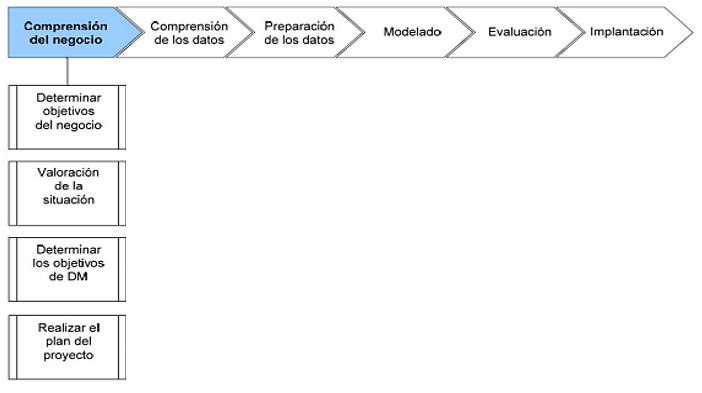 Comprensión
del negocio
Comprensión
de los datos
Preparación
de los datos
Modelado
Evaluación
Implantación
Determinar
objetivos
del negocio
Valoración
de la
situación
Determinar
los objetivos
de DM
Realizar el
plan del
proyecto